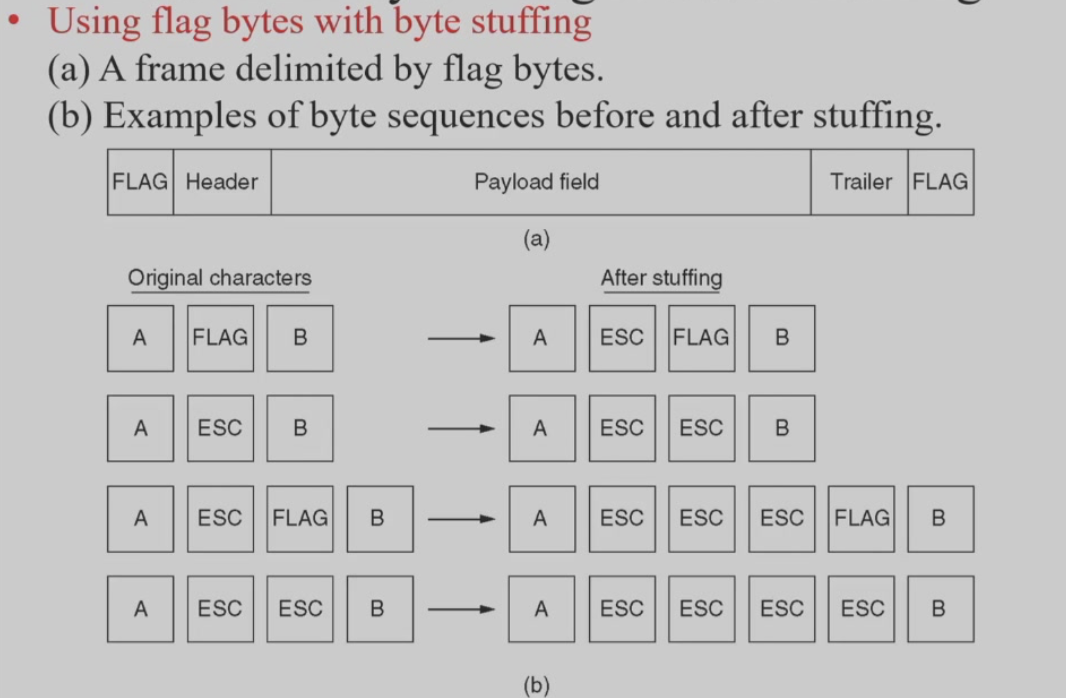 • Using flag bytes with byte stuffing
(a) A frame delimited by flag bytes.
(b) Examples of byte sequences before and after stuffing.
FLAG Header Payload field Trailer FLAG
(a)
Original characters After stuffing
A FLAG B A ESC FLAG B
A ESC B A ESC ESC B
A ESC FLAG B A ESC ESC ESC FLAG B
A ESC ESC B A ESC ESC ESC ESC B
(b)